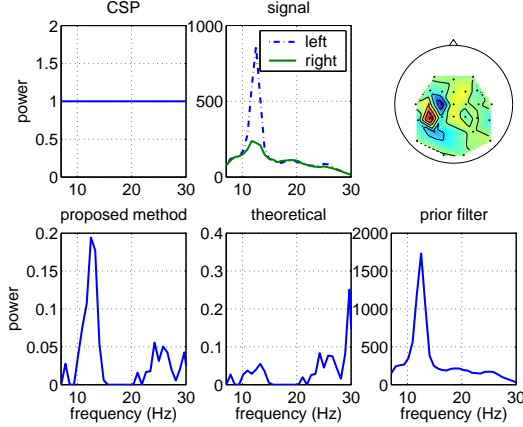 CSP
signal
2
1.5
1
0.5
0
power
10 20 30
1000
500
0
left
right
10 20 30
proposed method
theoretical
prior filter
0.2
0.15
0.1
0.05
0
power
10 20 30
frequency (Hz)
0.4
0.3
0.2
0.1
0
10 20 30
frequency (Hz)
2000
1500
1000
500
0
10 20 30
frequency (Hz)